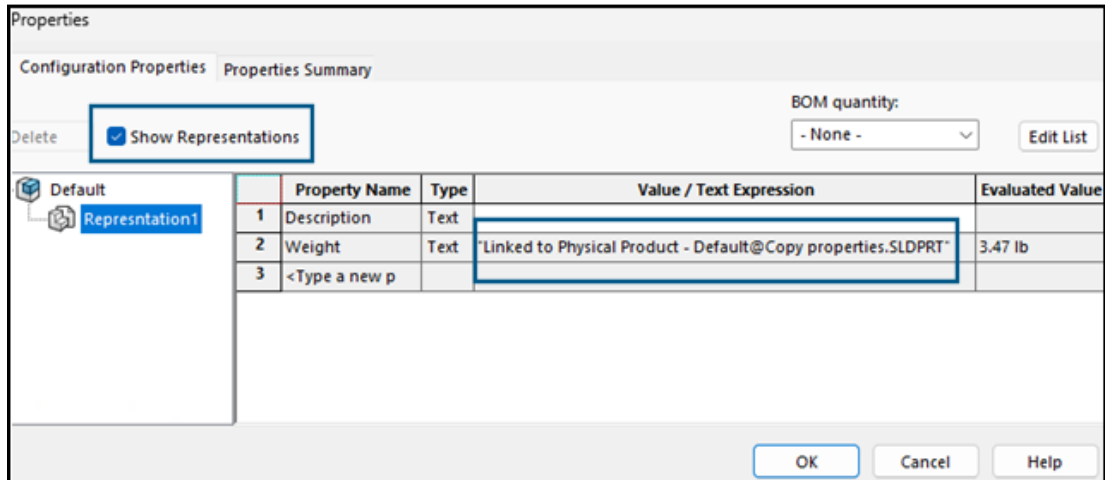 Properties
Configuration Properties Properties Summary
BOM quantity:
Delete Show Representations - None - Edit List
Default Property Name Type Value / Text Expression Evaluated Value
Represntation1 1 Description Text
2 Weight Text "Linked to Physical Product - Default@Copy properties.SLDPRT" 3.47 lb
3 <Type a new p
OK Cancel Help